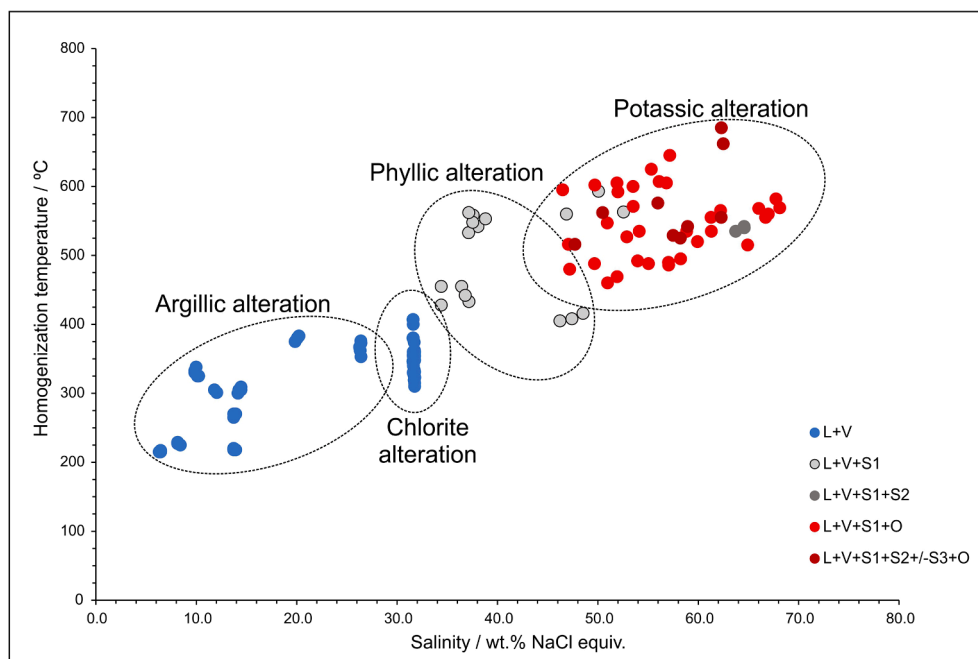 800
700
600
500
400
300
200
100
0
0.0 10.0 20.0 30.0 40.0 50.0 60.0 70.0 80.0
Homogenization temperature / ºC
Salinity / wt.% NaCl equiv.
Potassic alteration
Phyllic alteration
Argillic alteration
Chlorite
alteration
L+V
L+V+S1
L+V+S1+S2
L+V+S1+O
L+V+S1+S2+/-S3+O